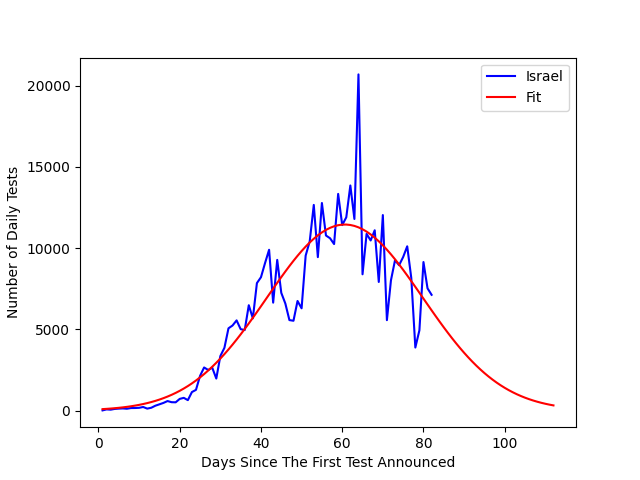 Israel
Fit
20000
15000
10000
5000
0
Number of Daily Tests
0 20 40 60 80 100
Days Since The First Test Announced